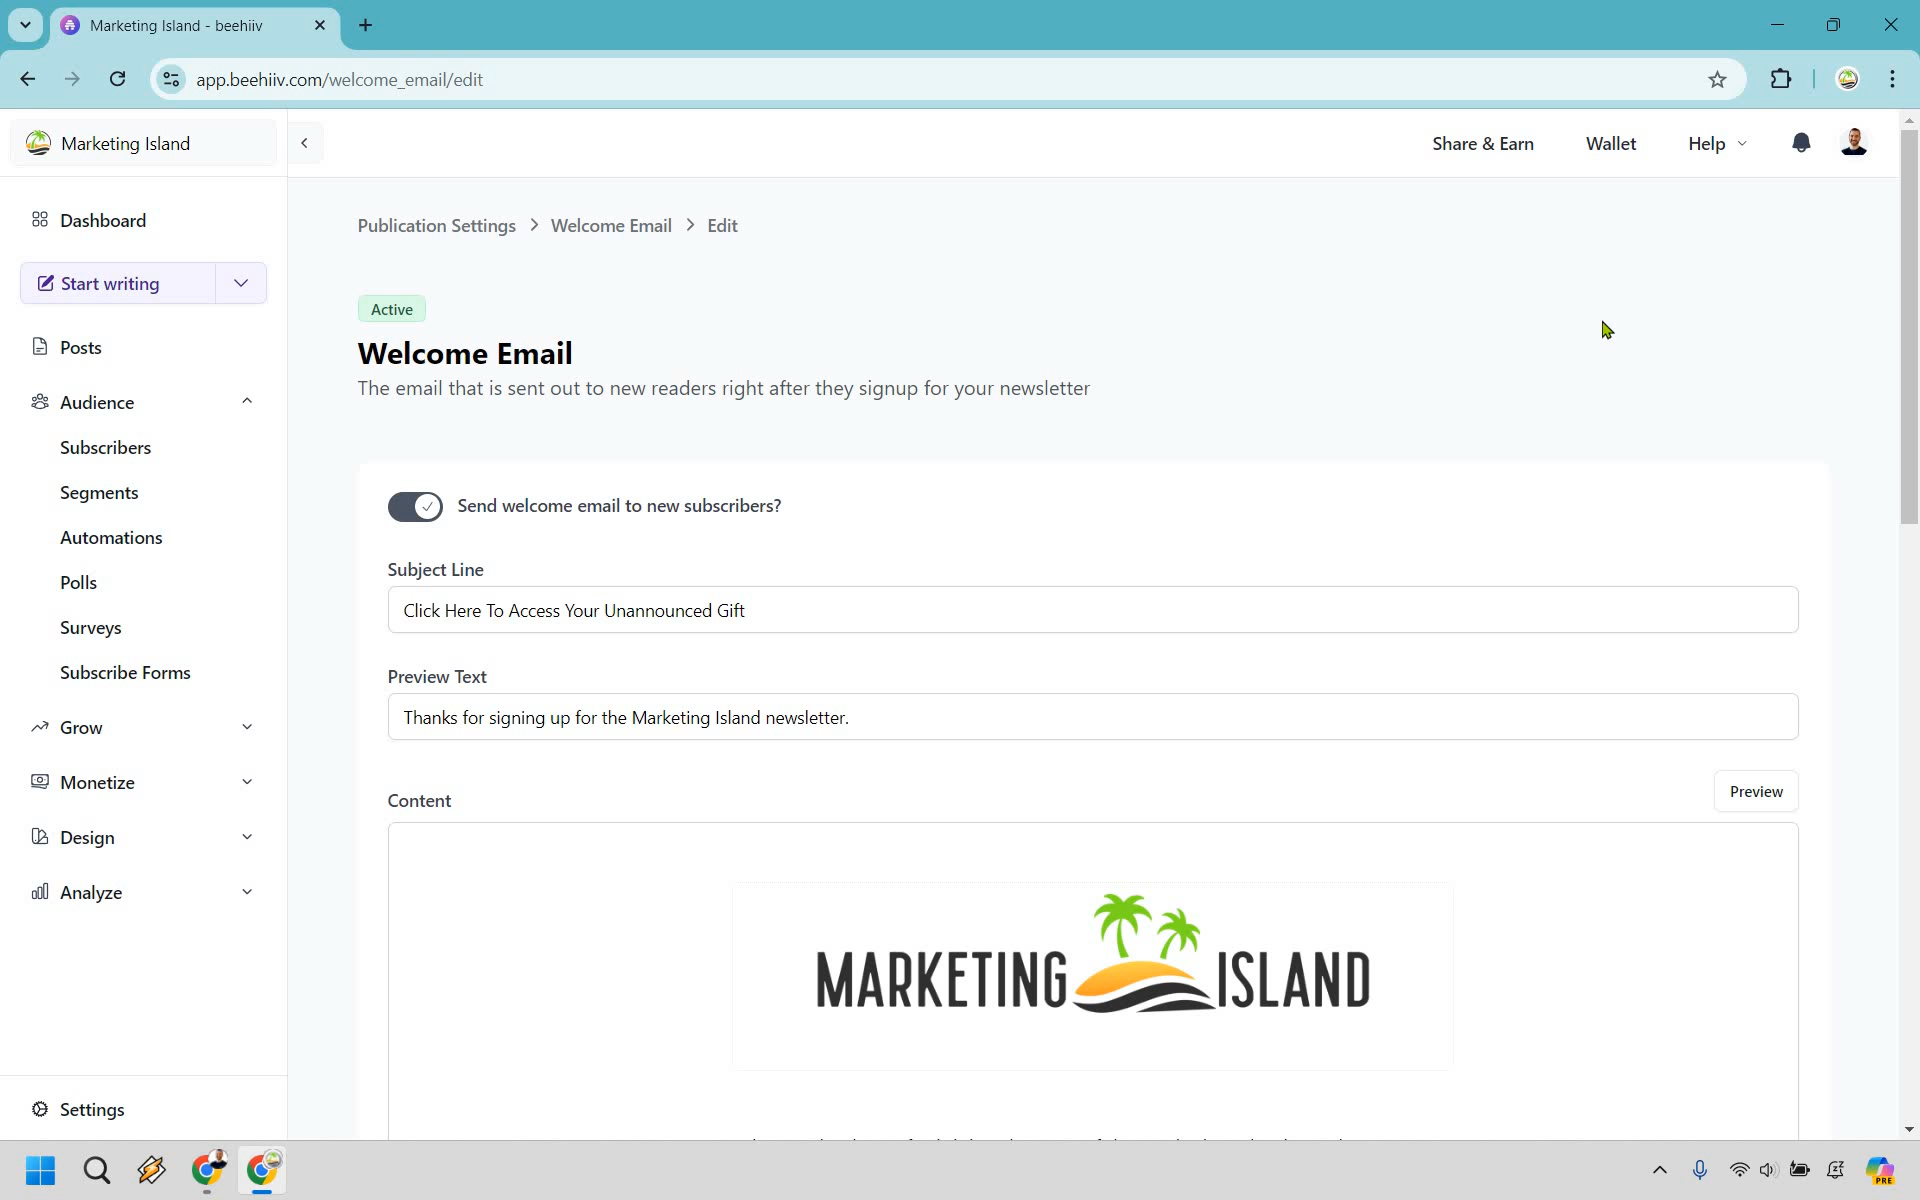 Marketing Island - beehiiv
app.beehiiv.com/welcome_email/edit
Marketing Island
Share & Earn
Wallet
Help
Dashboard
Start writing
Posts
Audience
Subscribers
Segments
Automations
Polls
Surveys
Subscribe Forms
Grow
Monetize
Design
Analyze
Settings
Publication Settings > Welcome Email > Edit
Active
Welcome Email
The email that is sent out to new readers right after they signup for your newsletter
Send welcome email to new subscribers?
Subject Line
Click Here To Access Your Unannounced Gift
Preview Text
Thanks for signing up for the Marketing Island newsletter.
Content
Preview
MARKETING ISLAND
PRE